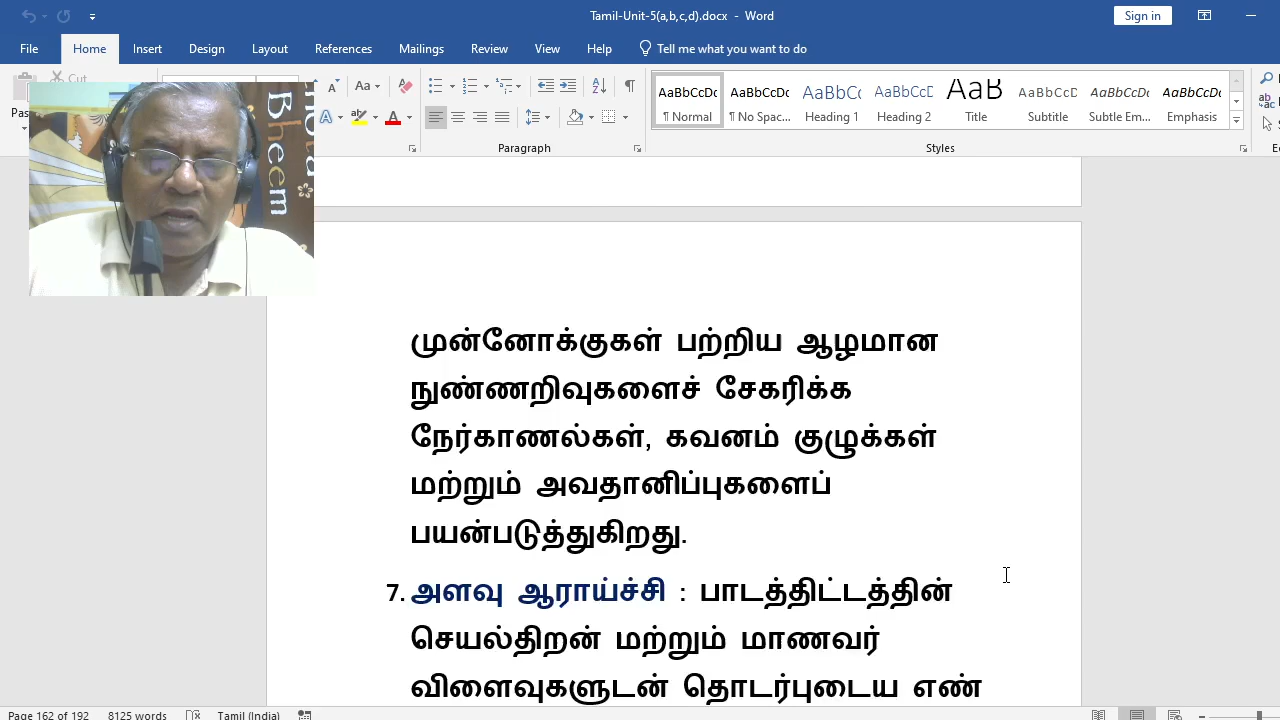 Tamil-Unit-5(a,b,c,d).docx - Word
Sign in
File Home Insert Design Layout References Mailings Review View Help Tell me what you want to do
Cut
Aa
AaBbCcDc AaBbCcDc AaBbCc AaBbCcD AaB AaBbCcD AaBbCcDc AaBbCcDc
¶ Normal ¶ No Spac... Heading 1 Heading 2 Title Subtitle Subtle Em... Emphasis
Paragraph Styles
Bheem
முன்னோக்குகள் பற்றிய ஆழமான
நுண்ணறிவுகளைச் சேகரிக்க
நேர்காணல்கள், கவனம் குழுக்கள்
மற்றும் அவதானிப்புகளைப்
பயன்படுத்துகிறது.
7. அளவு ஆராய்ச்சி : பாடத்திட்டத்தின்
செயல்திறன் மற்றும் மாணவர்
விளைவுகளுடன் தொடர்புடைய எண்
Page 162 of 192 8125 words Tamil (India)